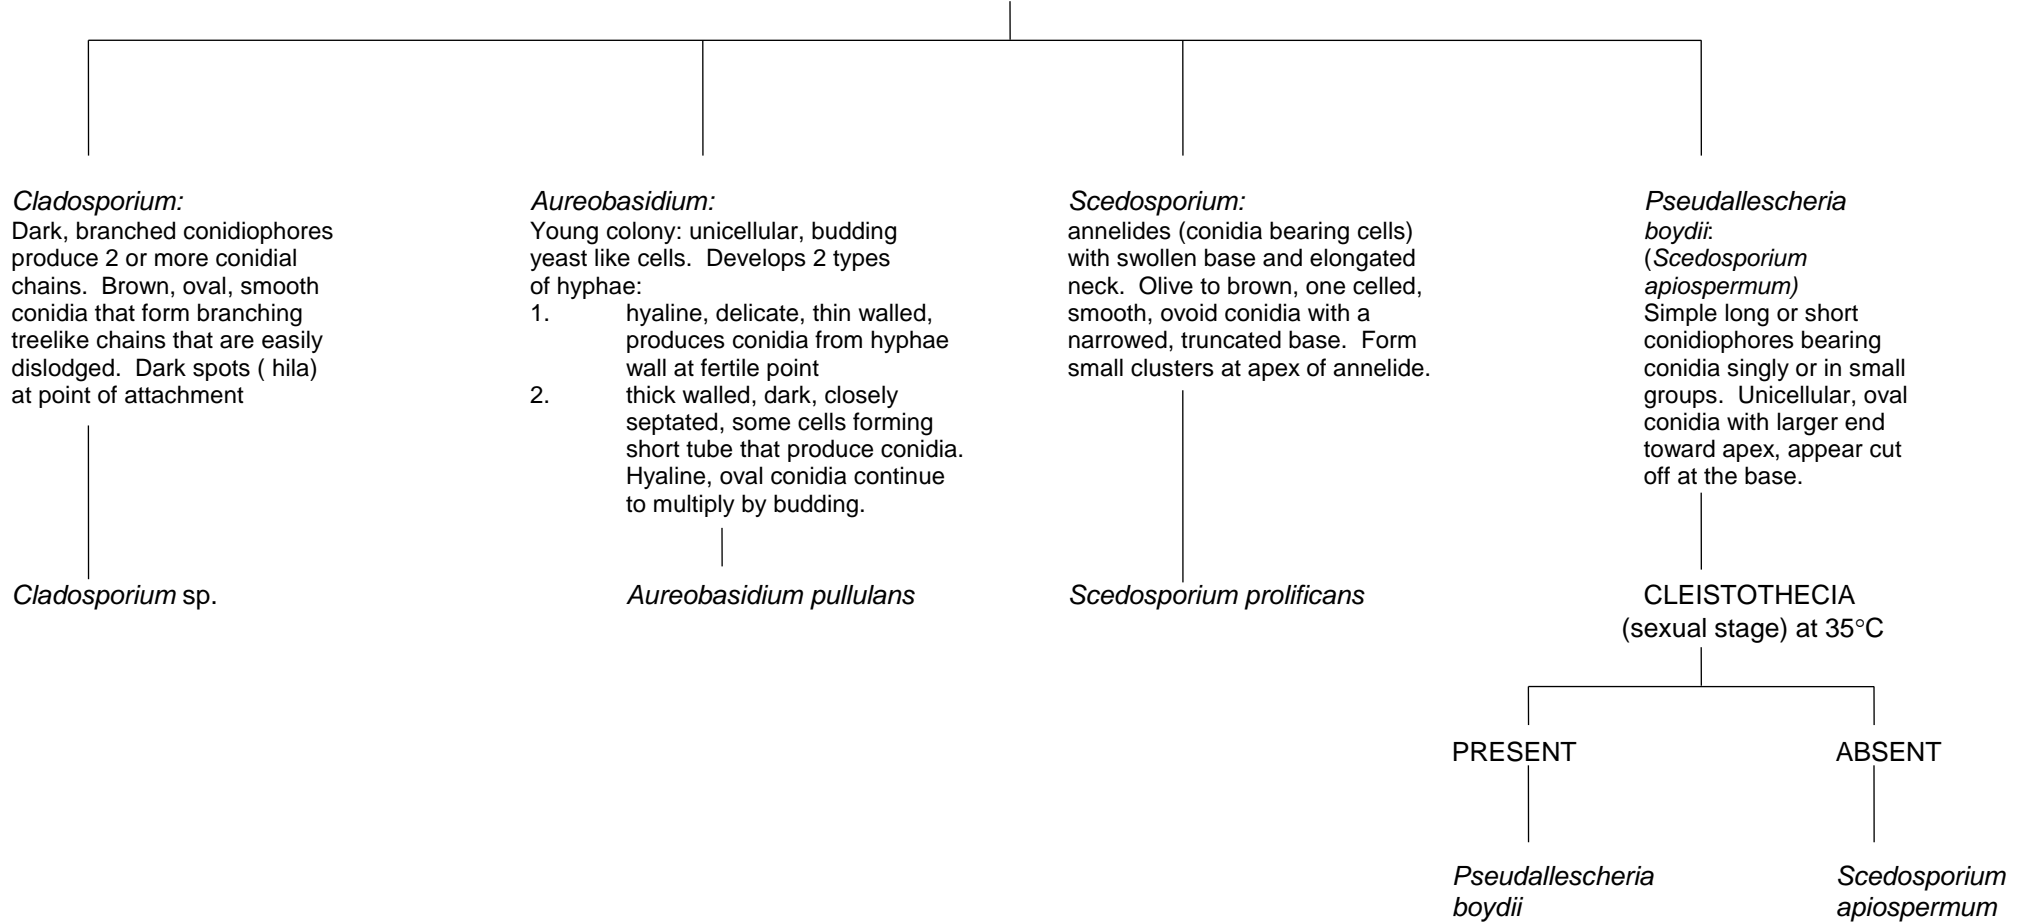 Cladosporium:
Dark, branched conidiophores
produce 2 or more conidial
chains.  Brown, oval, smooth
conidia that form branching
treelike chains that are easily
dislodged.  Dark spots ( hila)
at point of attachment
Cladosporium sp.
Aureobasidium:
Young colony: unicellular, budding
yeast like cells.  Develops 2 types
of hyphae:
1. hyaline, delicate, thin walled,
produces conidia from hyphae
wall at fertile point
2. thick walled, dark, closely
septated, some cells forming
short tube that produce conidia.
Hyaline, oval conidia continue
to multiply by budding.
Aureobasidium pullulans
Scedosporium:
annelides (conidia bearing cells)
with swollen base and elongated
neck.  Olive to brown, one celled,
smooth, ovoid conidia with a
narrowed, truncated base.  Form
small clusters at apex of annelide.
Scedosporium prolificans
Pseudallescheria
boydii:
(Scedosporium
apiospermum)
Simple long or short
conidiophores bearing
conidia singly or in small
groups.  Unicellular, oval
conidia with larger end
toward apex, appear cut
off at the base.
CLEISTOTHECIA
(sexual stage) at 35°C
PRESENT
ABSENT
Pseudallescheria
boydii
Scedosporium
apiospermum